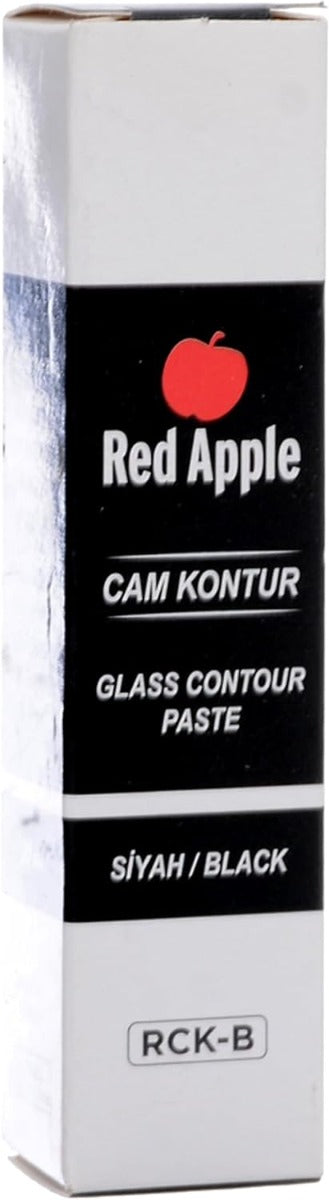 Red Apple
CAM KONTUR
GLASS CONTOUR
PASTE
SİYAH / BLACK
RCK-B